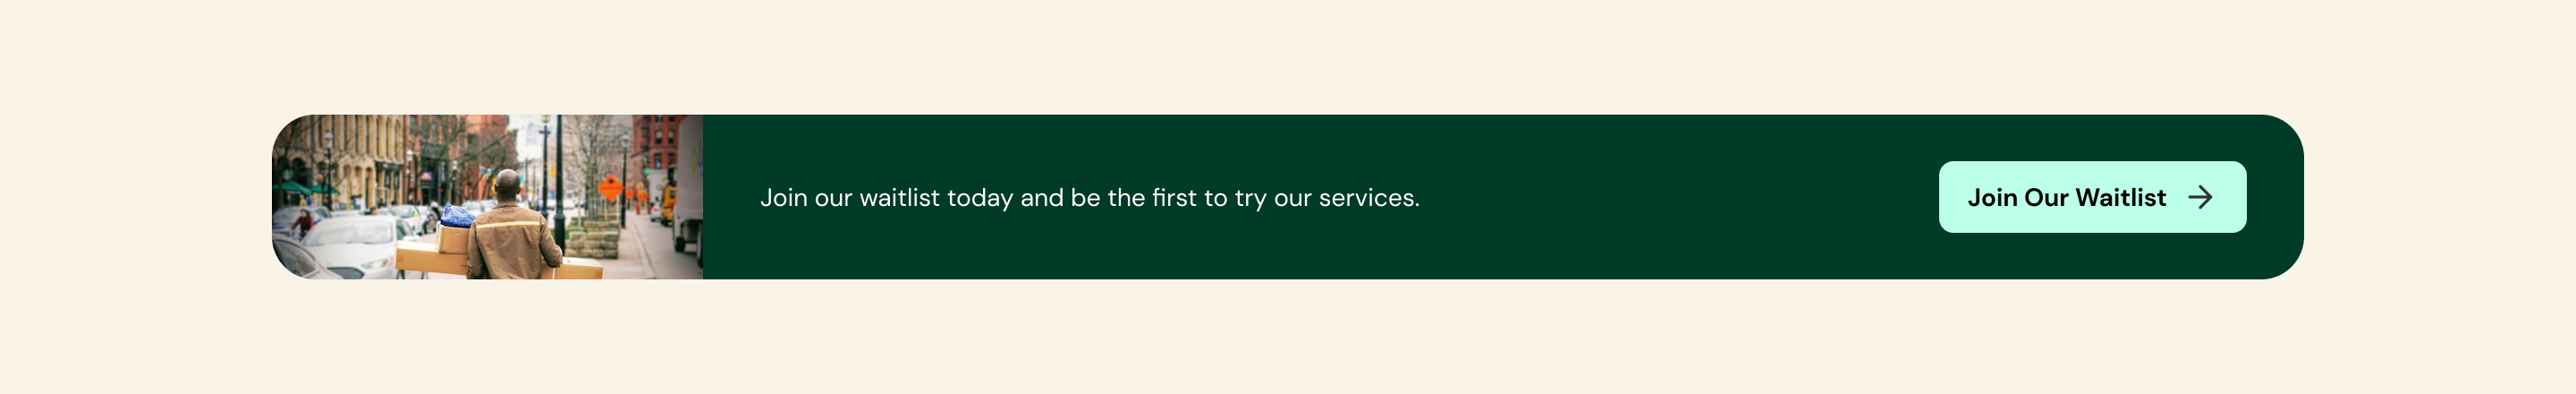 Join our waitlist today and be the first to try our services.
Join Our Waitlist